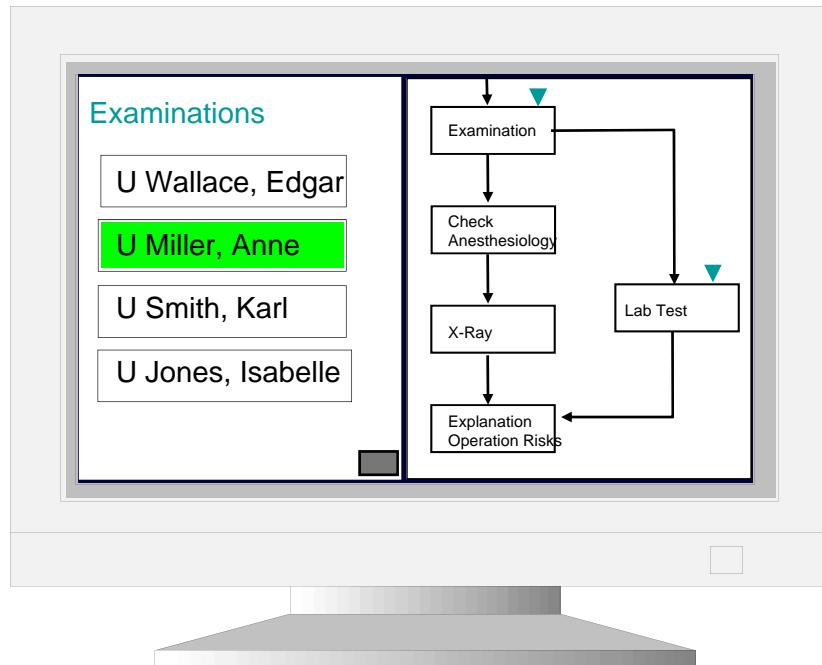 Examinations
U Wallace, Edgar
U Miller, Anne
U Smith, Karl
U Jones, Isabelle
Examination
Check
Anesthesiology
X-Ray
Lab Test
Explanation
Operation Risks